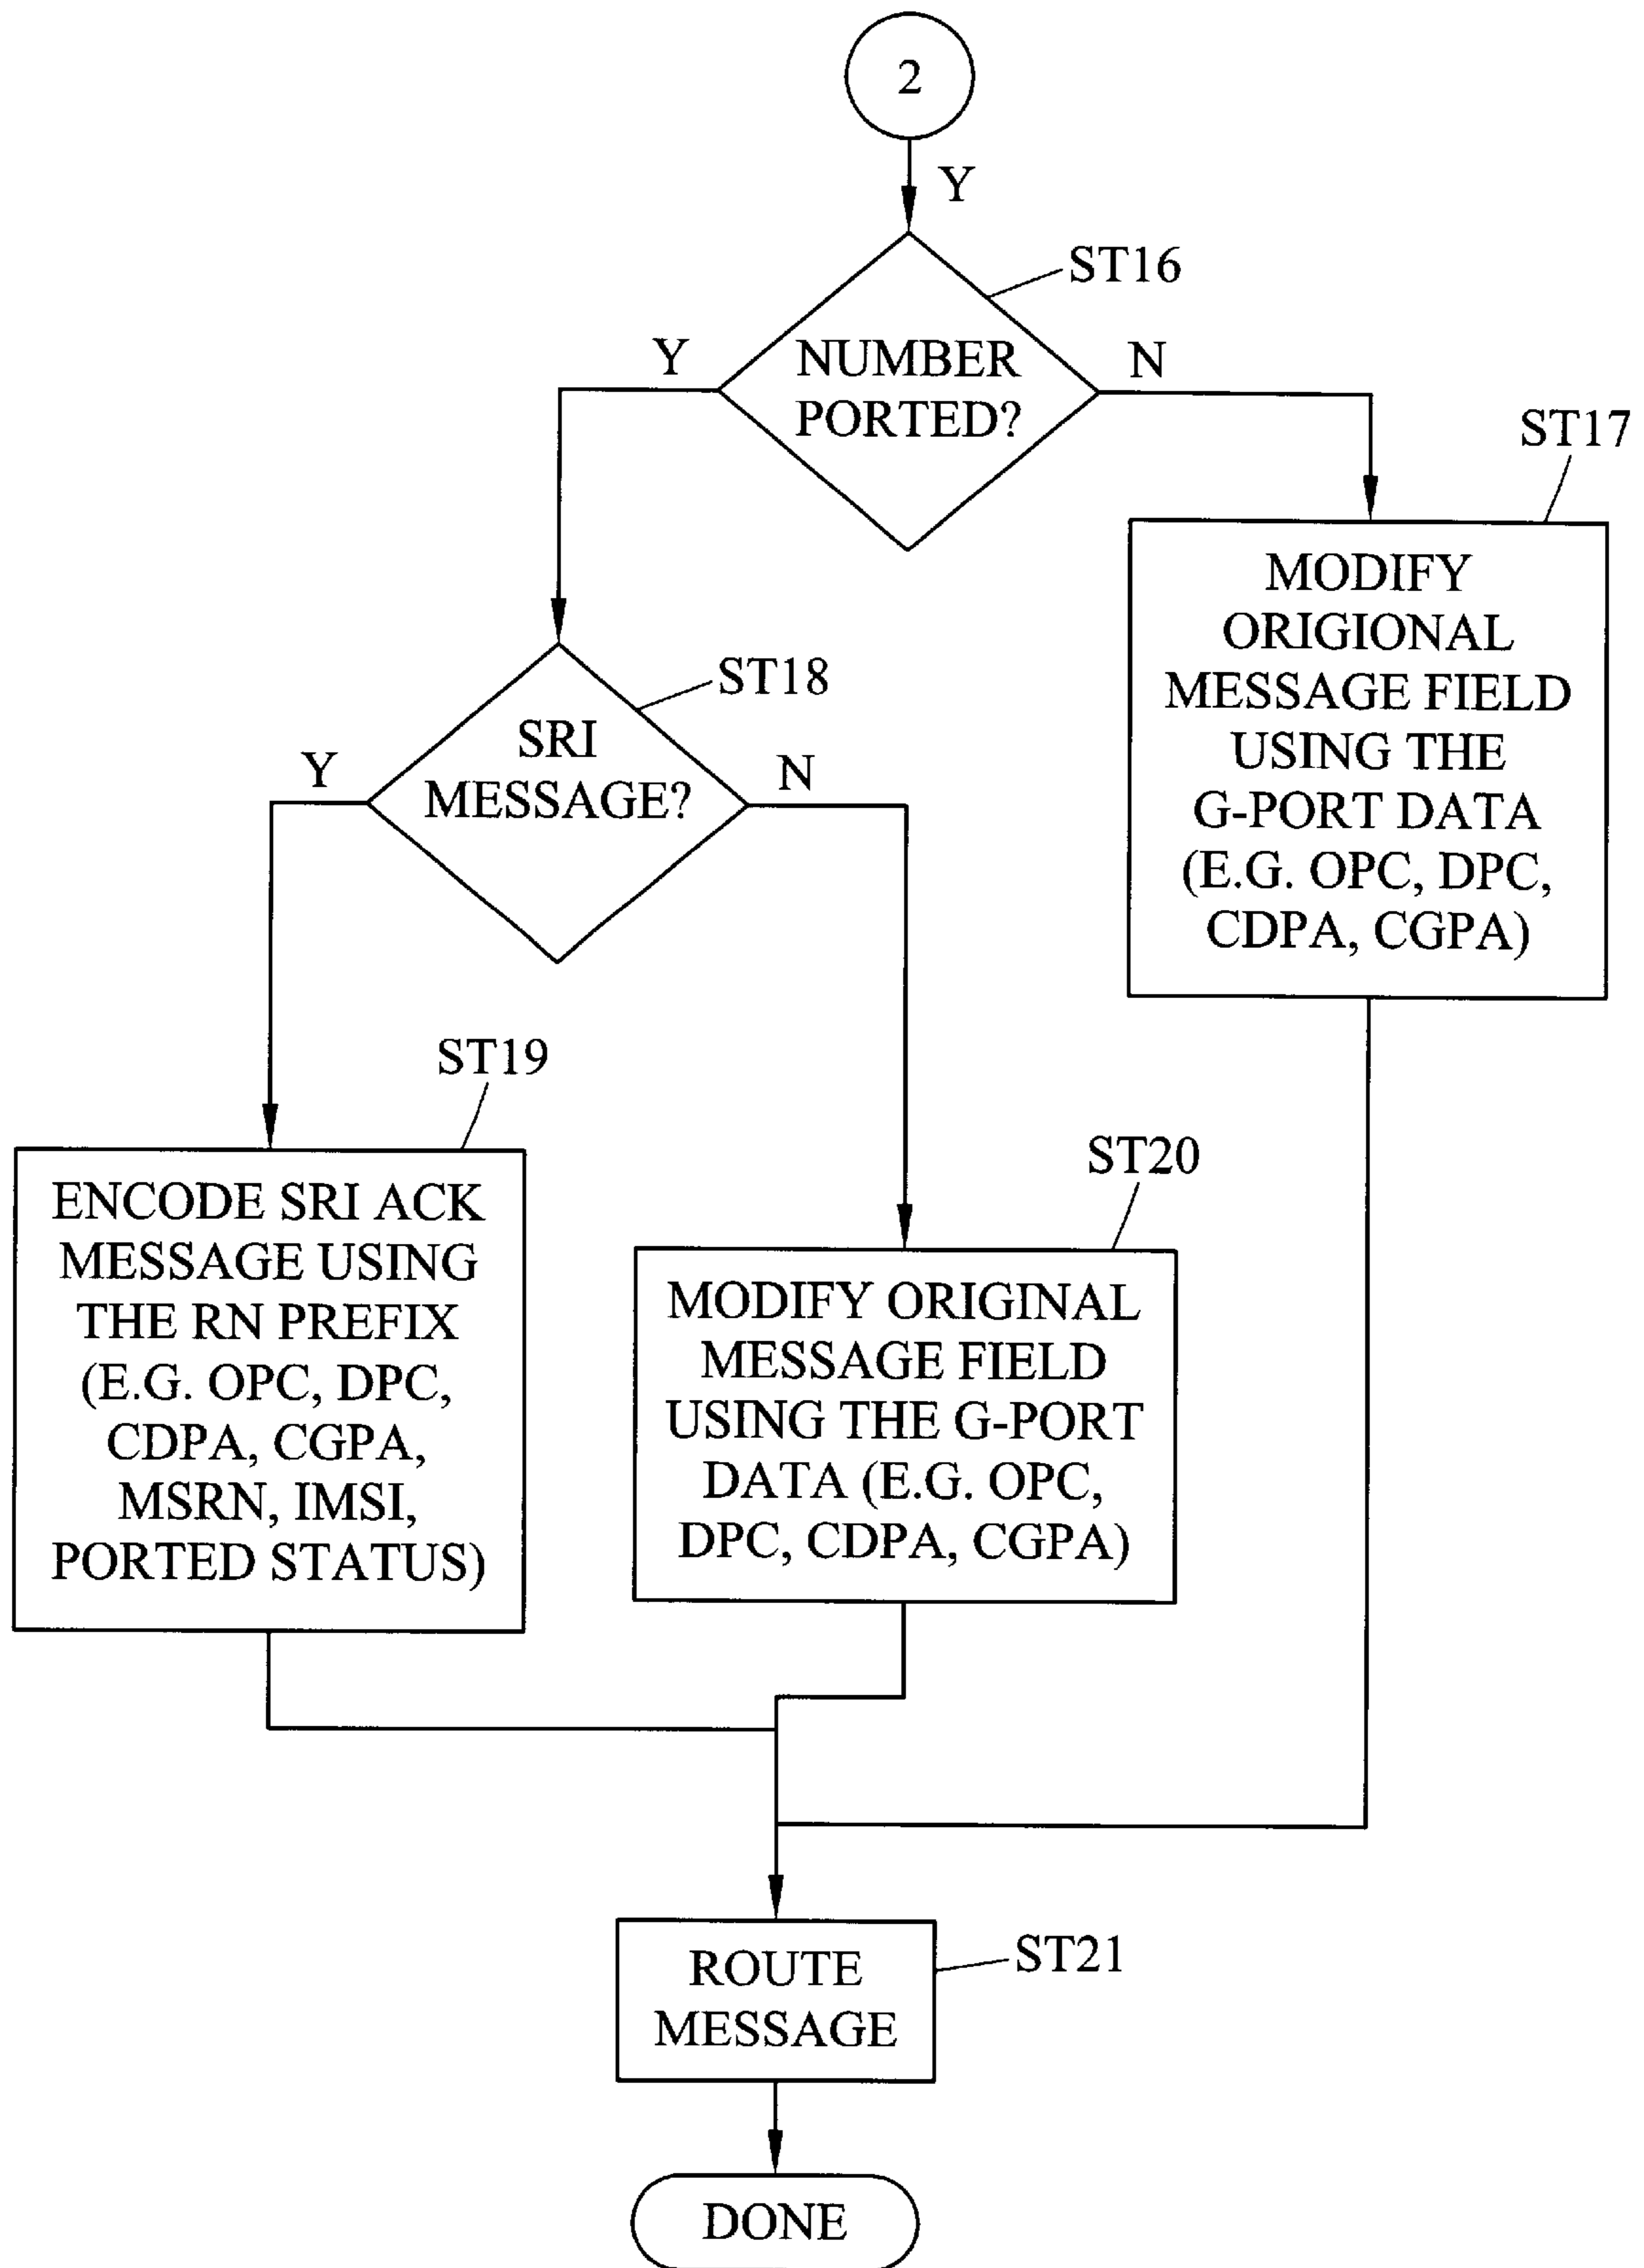 2
Y
ST16
NUMBER
PORTED?
Y
N
ST17
MODIFY
ORIGIONAL
MESSAGE FIELD
USING THE
G-PORT DATA
(E.G. OPC, DPC,
CDPA, CGPA)
ST18
SRI
MESSAGE?
Y
N
ST19
ENCODE SRI ACK
MESSAGE USING
THE RN PREFIX
(E.G. OPC, DPC,
CDPA, CGPA,
MSRN, IMSI,
PORTED STATUS)
ST20
MODIFY ORIGINAL
MESSAGE FIELD
USING THE G-PORT
DATA (E.G. OPC,
DPC, CDPA, CGPA)
ROUTE
MESSAGE
ST21
DONE